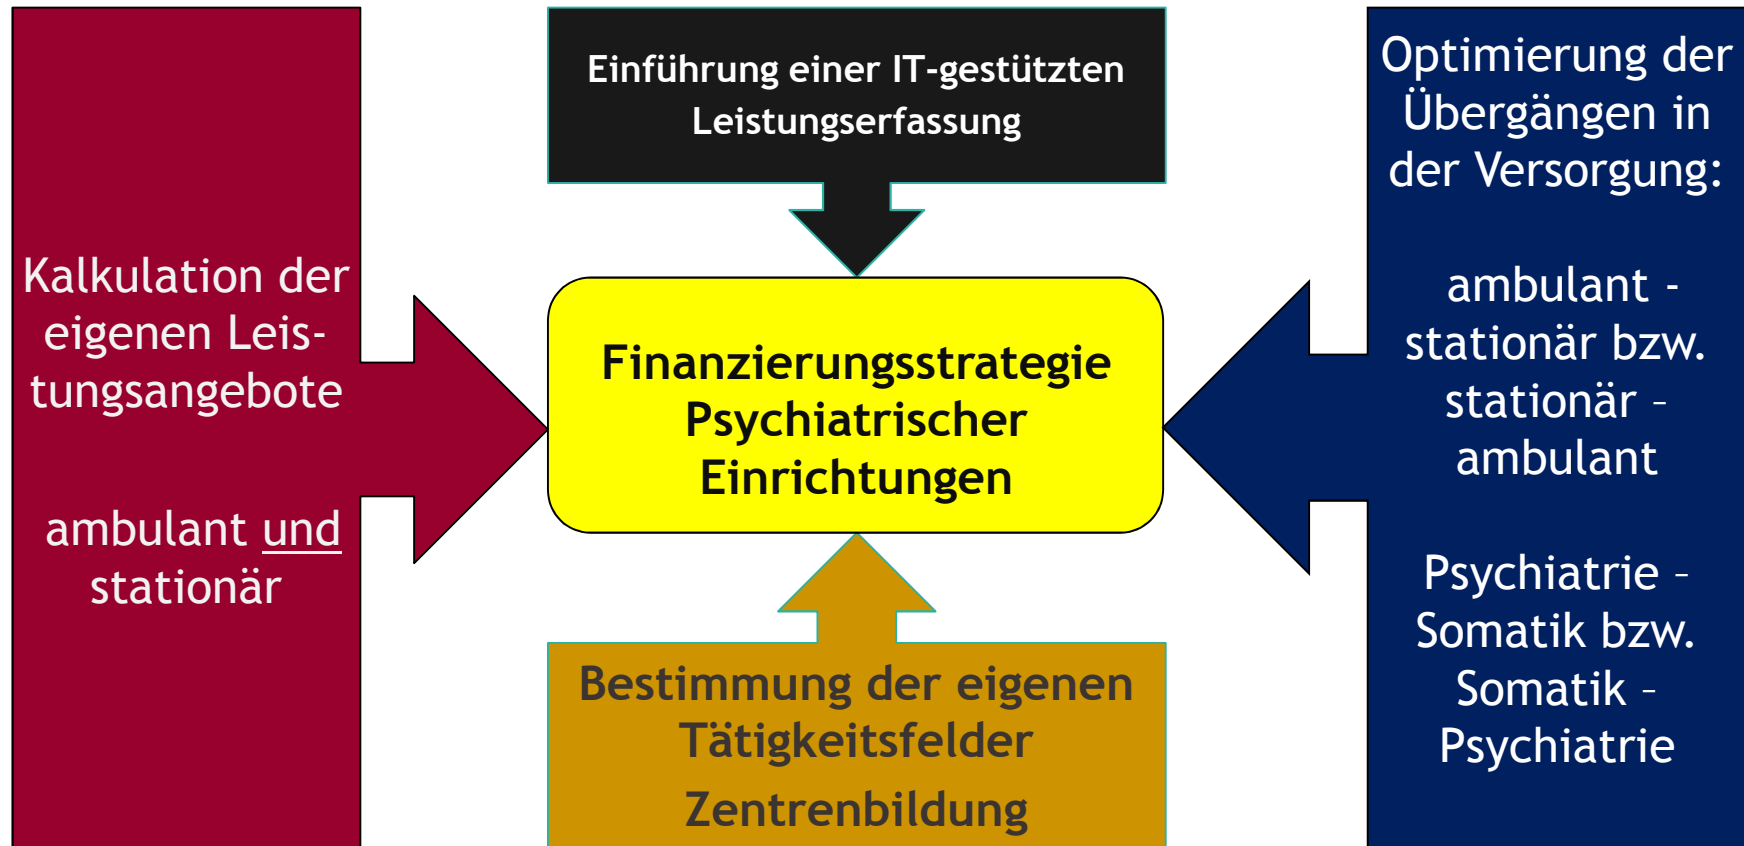 Kalkulation der
eigenen Leis-
tungsangebote
ambulant und
stationär
Einführung einer IT-gestützten
Leistungserfassung
Finanzierungsstrategie
Psychiatrischer
Einrichtungen
Bestimmung der eigenen
Tätigkeitsfelder
Zentrenbildung
Optimierung der
Übergängen in
der Versorgung:
ambulant -
stationär bzw.
stationär –
ambulant
Psychiatrie –
Somatik bzw.
Somatik –
Psychiatrie